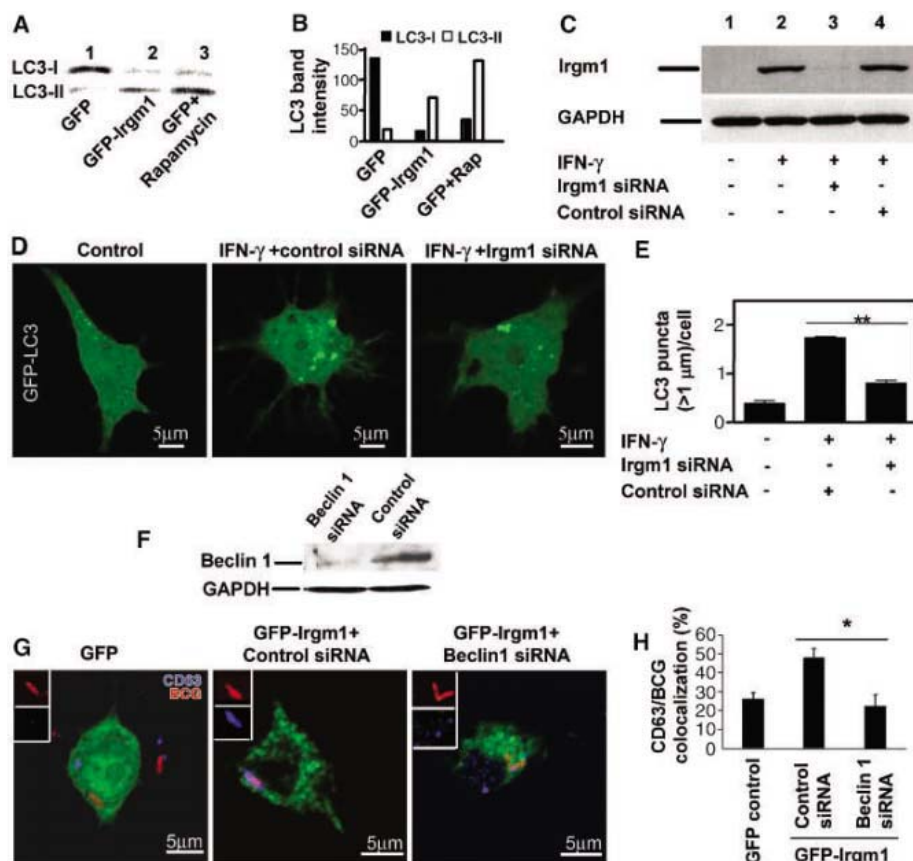 A
1 2 3
LC3-I
LC3-II
GFP
GFP-Irgm1
GFP+
Rapamycin
B
LC3-I LC3-II
LC3 band
intensity
150
100
50
0
GFP
GFP-Irgm1
GFP+Rap
C
1 2 3 4
Irgm1
GAPDH
IFN-γ - + + +
Irgm1 siRNA - - + -
Control siRNA - - - +
D
Control
IFN-γ +control siRNA
IFN-γ +Irgm1 siRNA
GFP-LC3
5μm
5μm
5μm
E
LC3 puncta
(>1 μm)/cell
2
1
0
**
IFN-γ - + +
Irgm1 siRNA - - +
Control siRNA - + -
F
Beclin 1
siRNA
Control
siRNA
Beclin 1
GAPDH
G
GFP
GFP-Irgm1+
Control siRNA
GFP-Irgm1+
Beclin1 siRNA
CD63
BCG
5μm
5μm
5μm
H
CD63/BCG
colocalization (%)
60
50
40
30
20
10
0
*
GFP control
Control
siRNA
Beclin 1
siRNA
GFP-Irgm1